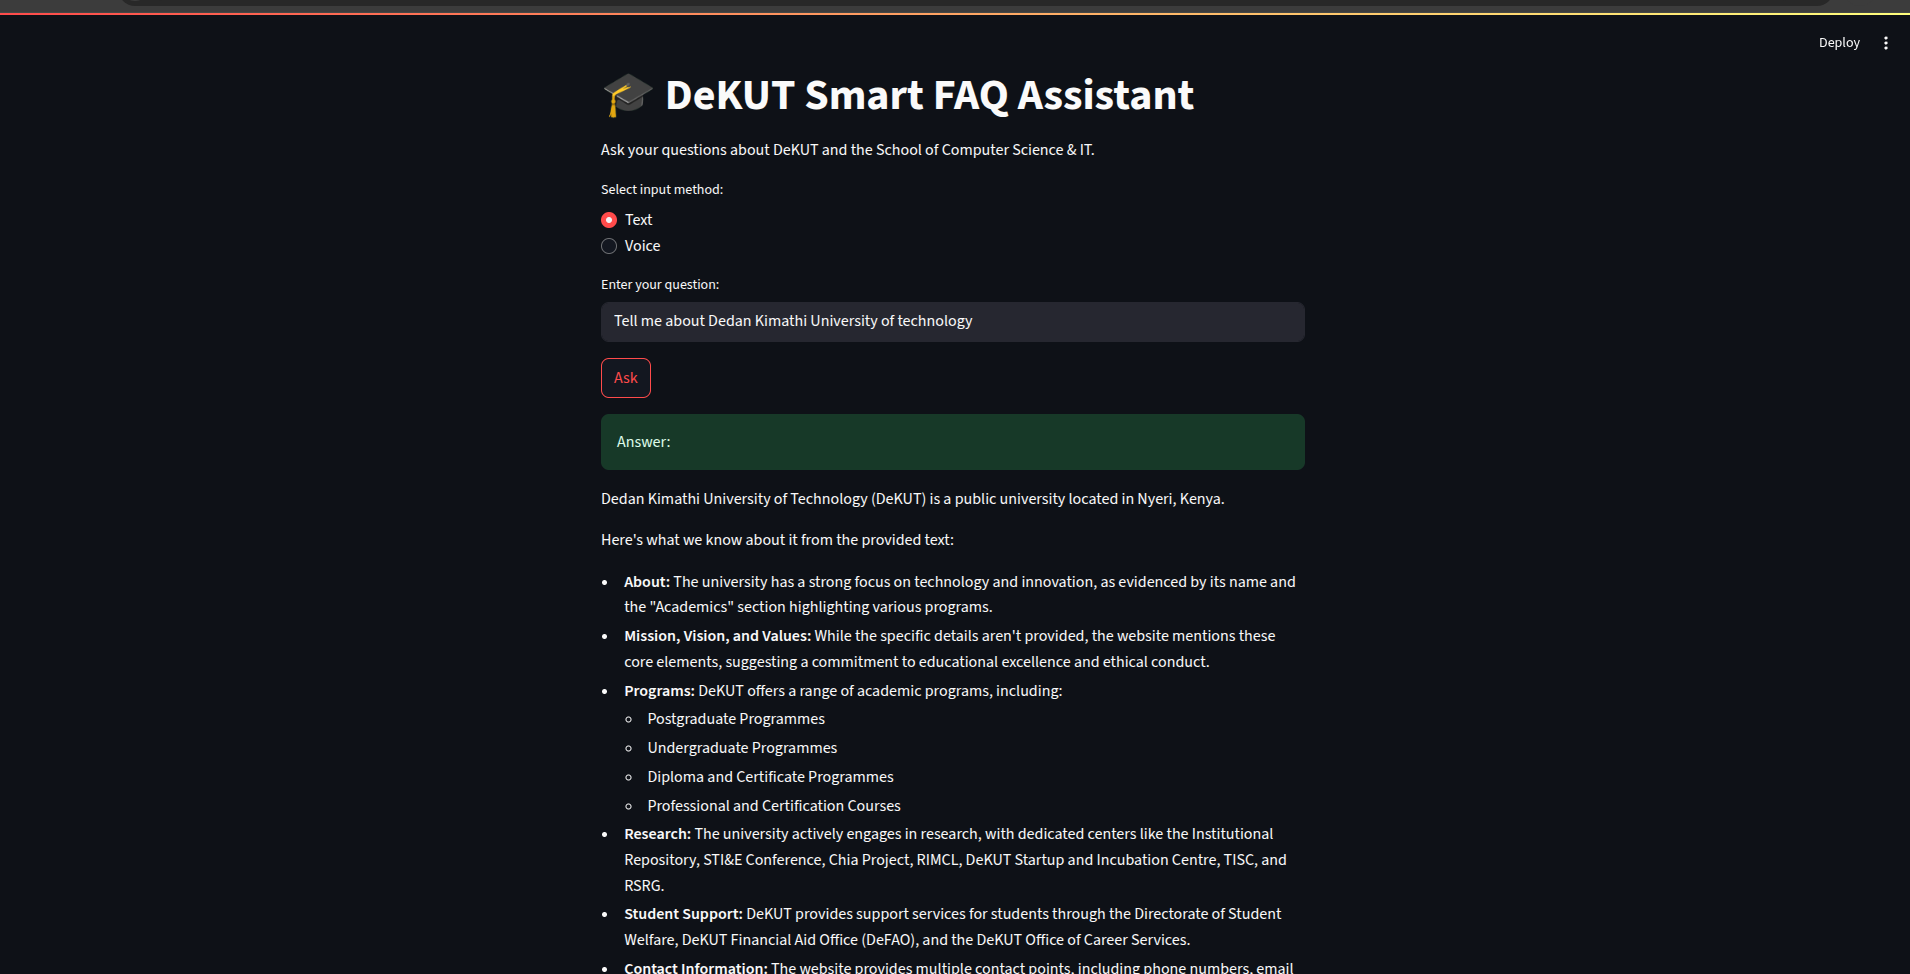 Deploy
DeKUT Smart FAQ Assistant
Ask your questions about DeKUT and the School of Computer Science & IT.
Select input method:
Text
Voice
Enter your question:
Tell me about Dedan Kimathi University of technology
Ask
Answer:
Dedan Kimathi University of Technology (DeKUT) is a public university located in Nyeri, Kenya.
Here's what we know about it from the provided text:
About: The university has a strong focus on technology and innovation, as evidenced by its name and
the "Academics" section highlighting various programs.
Mission, Vision, and Values: While the specific details aren't provided, the website mentions these
core elements, suggesting a commitment to educational excellence and ethical conduct.
Programs: DeKUT offers a range of academic programs, including:
Postgraduate Programmes
Undergraduate Programmes
Diploma and Certificate Programmes
Professional and Certification Courses
Research: The university actively engages in research, with dedicated centers like the Institutional
Repository, STI&E Conference, Chia Project, RIMCL, DeKUT Startup and Incubation Centre, TISC, and
RSRG.
Student Support: DeKUT provides support services for students through the Directorate of Student
Welfare, DeKUT Financial Aid Office (DeFAO), and the DeKUT Office of Career Services.
Contact Information: The website provides multiple contact points, including phone numbers, email